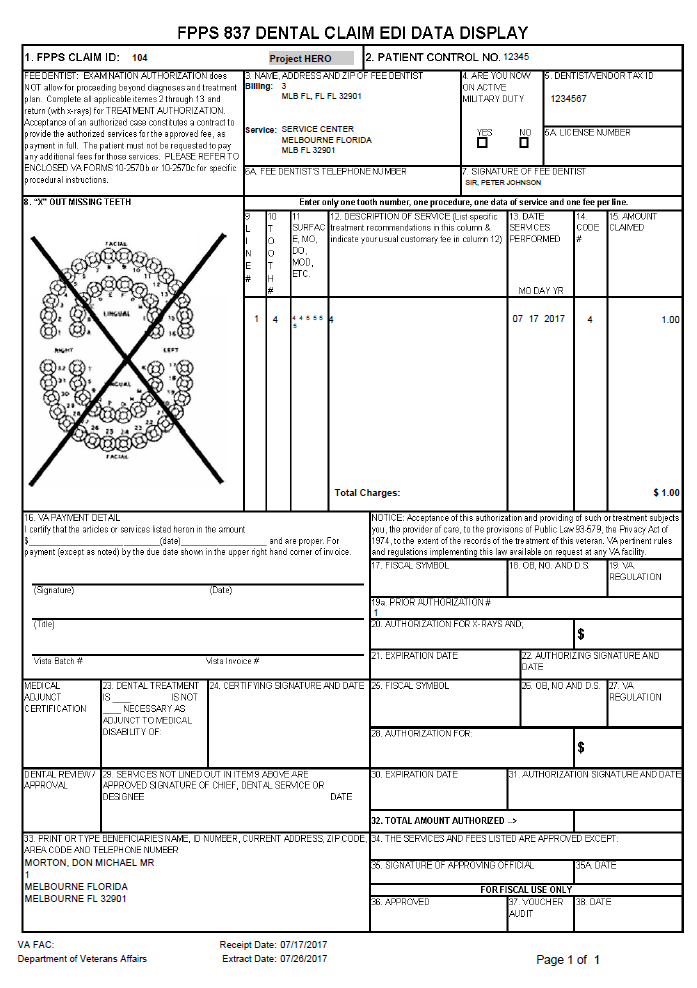 FPPS 837 DENTAL CLAIM EDI DATA DISPLAY
1. FPPS CLAIM ID: 104
Project HERO
2. PATIENT CONTROL NO. 12345
FEE DENTIST: EXAMINATION AUTHORIZATION does
NOT allow for proceeding beyond diagnoses and treatment
plan. Complete all applicable items 2 through 13 and
return (with x-rays) for TREATMENT AUTHORIZATION.
Acceptance of an authorized case constitutes a contract to
provide the authorized services for the approved fee, as
payment in full. The patient must not be requested to pay
any additional fees for those services. PLEASE REFER TO
ENCLOSED VA FORMS 10-2570b or 10-2570c for specific
procedural instructions.
3. NAME, ADDRESS AND ZIP OF FEE DENTIST
Billing: 3
MLB FL, FL FL 32901
Service: SERVICE CENTER
MELBOURNE FLORIDA
MLB FL 32901
4. ARE YOU NOW
ON ACTIVE
MILITARY DUTY
YES NO
5. DENTIST/VENDOR TAX ID
1234567
5A. LICENSE NUMBER
6A. FEE DENTIST'S TELEPHONE NUMBER
7. SIGNATURE OF FEE DENTIST
SIR, PETER JOHNSON
8. "X" OUT MISSING TEETH
Enter only one tooth number, one procedure, one data of service and one fee per line.
9
L
I
N
E
#
10
T
O
O
T
H
#
11
SURFAC
E, MO,
DO,
MOD,
ETC.
12. DESCRIPTION OF SERVICE (List specific
treatment recommendations in this column &
indicate your usual customary fee in column 12)
13. DATE
SERVICES
PERFORMED
MO DAY YR
14.
CODE
#
15. AMOUNT
CLAIMED
FACIAL
LINGUAL
RIGHT LEFT
LINGUAL
FACIAL
1 4 4 4 5 5 5 4 07 17 2017 4 1.00
5
Total Charges: $ 1.00
16. VA PAYMENT DETAIL
I certify that the articles or services listed heron in the amount
$ (date) and are proper. For
payment (except as noted) by the due date shown in the upper right hand corner of invoice.
(Signature) (Date)
(Title)
Vista Batch # Vista Invoice #
NOTICE: Acceptance of this authorization and providing of such or treatment subjects
you, the provider of care, to the provisions of Public Law 93-579, the Privacy Act of
1974, to the extent of the records of the treatment of this veteran. VA pertinent rules
and regulations implementing this law available on request at any VA facility.
17. FISCAL SYMBOL
18. OB, NO. AND D.S.
19. VA
REGULATION
19a. PRIOR AUTHORIZATION #
1
20. AUTHORIZATION FOR X-RAYS AND;
$
21. EXPIRATION DATE
22. AUTHORIZING SIGNATURE AND
DATE
MEDICAL
ADJUNCT
CERTIFICATION
23. DENTAL TREATMENT
IS ____ IS NOT
____ NECESSARY AS
ADJUNCT TO MEDICAL
DISABILITY OF:
24. CERTIFYING SIGNATURE AND DATE
25. FISCAL SYMBOL
26. OB, NO AND D.S.
27. VA
REGULATION
28. AUTHORIZATION FOR:
$
DENTAL REVIEW /
APPROVAL
29. SERVICES NOT LINED OUT IN ITEM 9 ABOVE ARE
APPROVED SIGNATURE OF CHIEF, DENTAL SERVICE OR
DESIGNEE DATE
30. EXPIRATION DATE
31. AUTHORIZATION SIGNATURE AND DATE
32. TOTAL AMOUNT AUTHORIZED -->
33. PRINT OR TYPE BENEFICIARIES NAME, ID NUMBER, CURRENT ADDRESS, ZIP CODE,
AREA CODE AND TELEPHONE NUMBER
MORTON, DON MICHAEL MR
1
MELBOURNE FLORIDA
MELBOURNE FL 32901
34. THE SERVICES AND FEES LISTED ARE APPROVED EXCEPT:
35. SIGNATURE OF APPROVING OFFICIAL
35A. DATE
FOR FISCAL USE ONLY
36. APPROVED
37. VOUCHER
AUDIT
38. DATE
VA FAC:
Department of Veterans Affairs
Receipt Date: 07/17/2017
Extract Date: 07/26/2017
Page 1 of 1